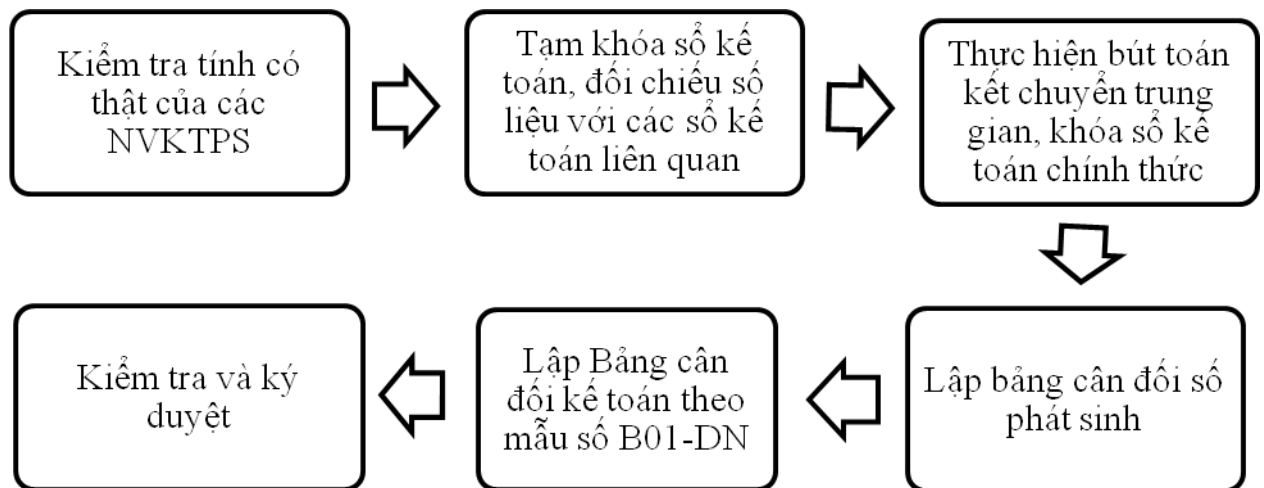 Kiểm tra tính có
thật của các
NVKTPS
Tạm khóa sổ kế
toán, đối chiếu số
liệu với các sổ kế
toán liên quan
Thực hiện bút toán
kết chuyển trung
gian, khóa sổ kế
toán chính thức
Lập bảng cân đối số
phát sinh
Lập Bảng cân
đối kế toán theo
mẫu số B01-DN
Kiểm tra và ký
duyệt